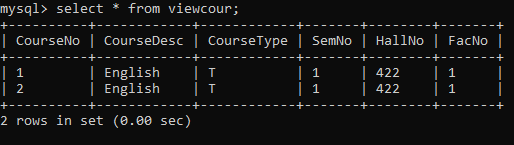 mysql> select * from viewcour;
+----------+------------+------------+-------+--------+-------+
| CourseNo | CourseDesc | CourseType | SemNo | HallNo | FacNo |
+----------+------------+------------+-------+--------+-------+
| 1        | English    | T          | 1     | 422    | 1     |
| 2        | English    | T          | 1     | 422    | 1     |
+----------+------------+------------+-------+--------+-------+
2 rows in set (0.00 sec)